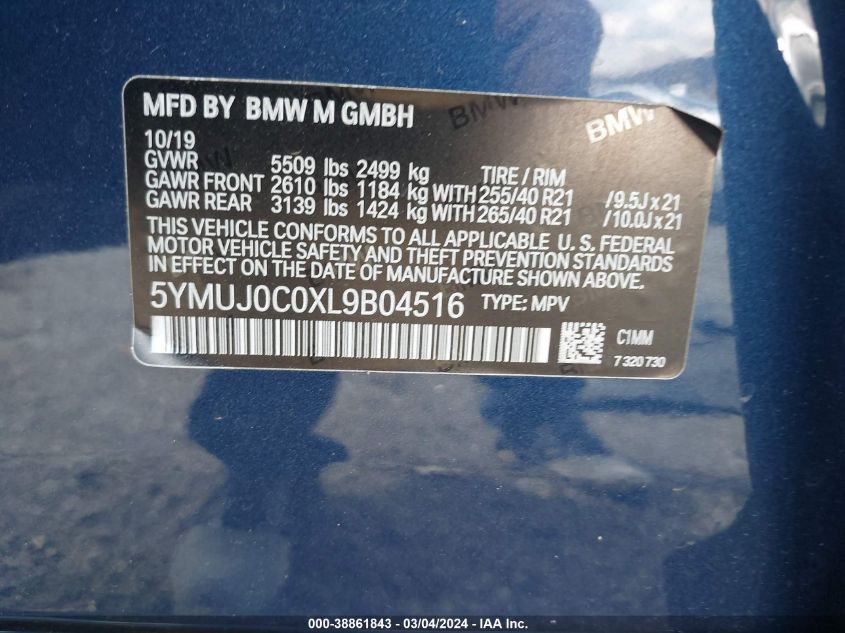 MFD BY BMW M GMBH
BMW
BMW
10/19
GVWR 5509 lbs 2499 kg TIRE / RIM
GAWR FRONT 2610 lbs 1184 kg WITH 255/40 R21 /9.5J x 21
GAWR REAR 3139 lbs 1424 kg WITH 265/40 R21 /10.0J x 21
THIS VEHICLE CONFORMS TO ALL APPLICABLE U. S. FEDERAL
MOTOR VEHICLE SAFETY AND THEFT PREVENTION STANDARDS
IN EFFECT ON THE DATE OF MANUFACTURE SHOWN ABOVE.
5YMUJ0C0XL9B04516 TYPE: MPV
C1MM
7 320 730
000-38861843 - 03/04/2024 - IAA Inc.